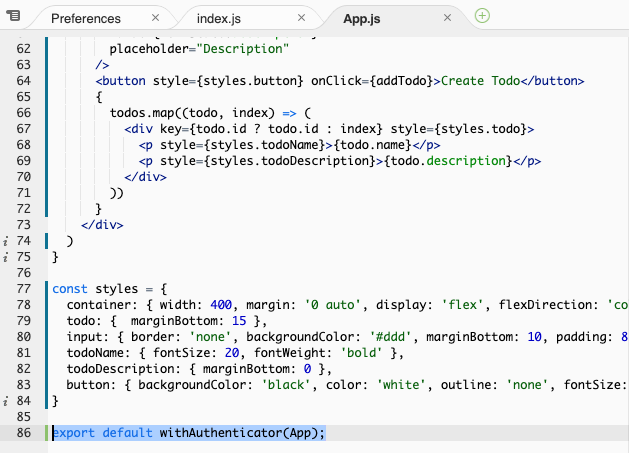 Preferences × index.js × App.js ×
62 placeholder="Description"
63 />
64 <button style={styles.button} onClick={addTodo}>Create Todo</button>
65 {
66 todos.map((todo, index) => (
67 <div key={todo.id ? todo.id : index} style={styles.todo}>
68 <p style={styles.todoName}>{todo.name}</p>
69 <p style={styles.todoDescription}>{todo.description}</p>
70 </div>
71 ))
72 }
73 </div>
i 74 )
i 75 }
76
77 const styles = {
78 container: { width: 400, margin: '0 auto', display: 'flex', flexDirection: 'co
79 todo: {  marginBottom: 15 },
80 input: { border: 'none', backgroundColor: '#ddd', marginBottom: 10, padding: 8
81 todoName: { fontSize: 20, fontWeight: 'bold' },
82 todoDescription: { marginBottom: 0 },
83 button: { backgroundColor: 'black', color: 'white', outline: 'none', fontSize:
i 84 }
85
86 export default withAuthenticator(App);